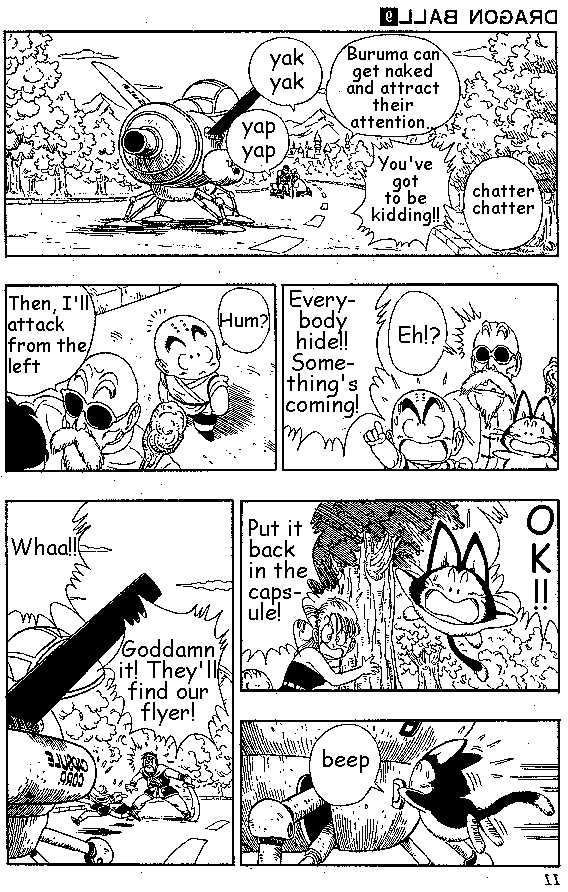 DRAGON BALL 9
yak
yak
Buruma can
get naked
and attract
their
attention
yap
yap
You've
got
to be
kidding!!
chatter
chatter
Then, I'll
attack
from the
left
Hum?
Every-
body
hide!!
Some-
thing's
coming!
Eh!?
Whaa!!
Goddamn
it! They'll
find our
flyer!
CAPSULE
CORP.
Put it
back
in the
caps-
ule!
OK!!
beep
11